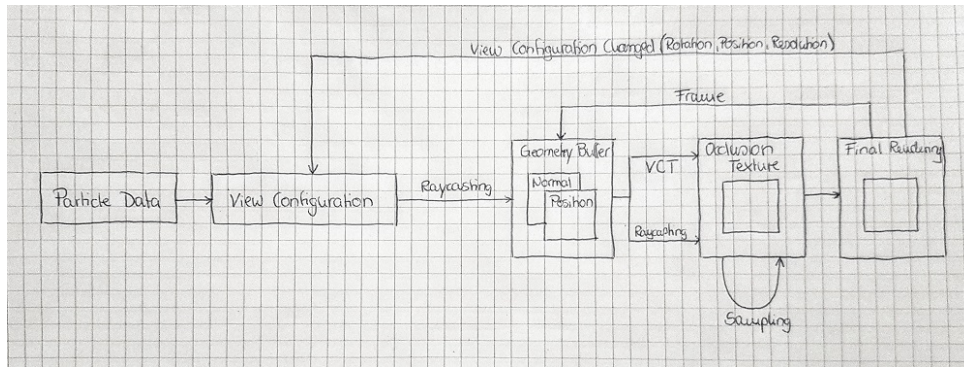 View Configuration Changed (Rotation, Position, Resolution)
Frame
Geometry Buffer
Normal
Position
VCT
Raycasting
Occlusion
Texture
Final Rendering
Particle Data
View Configuration
Raycasting
Sampling